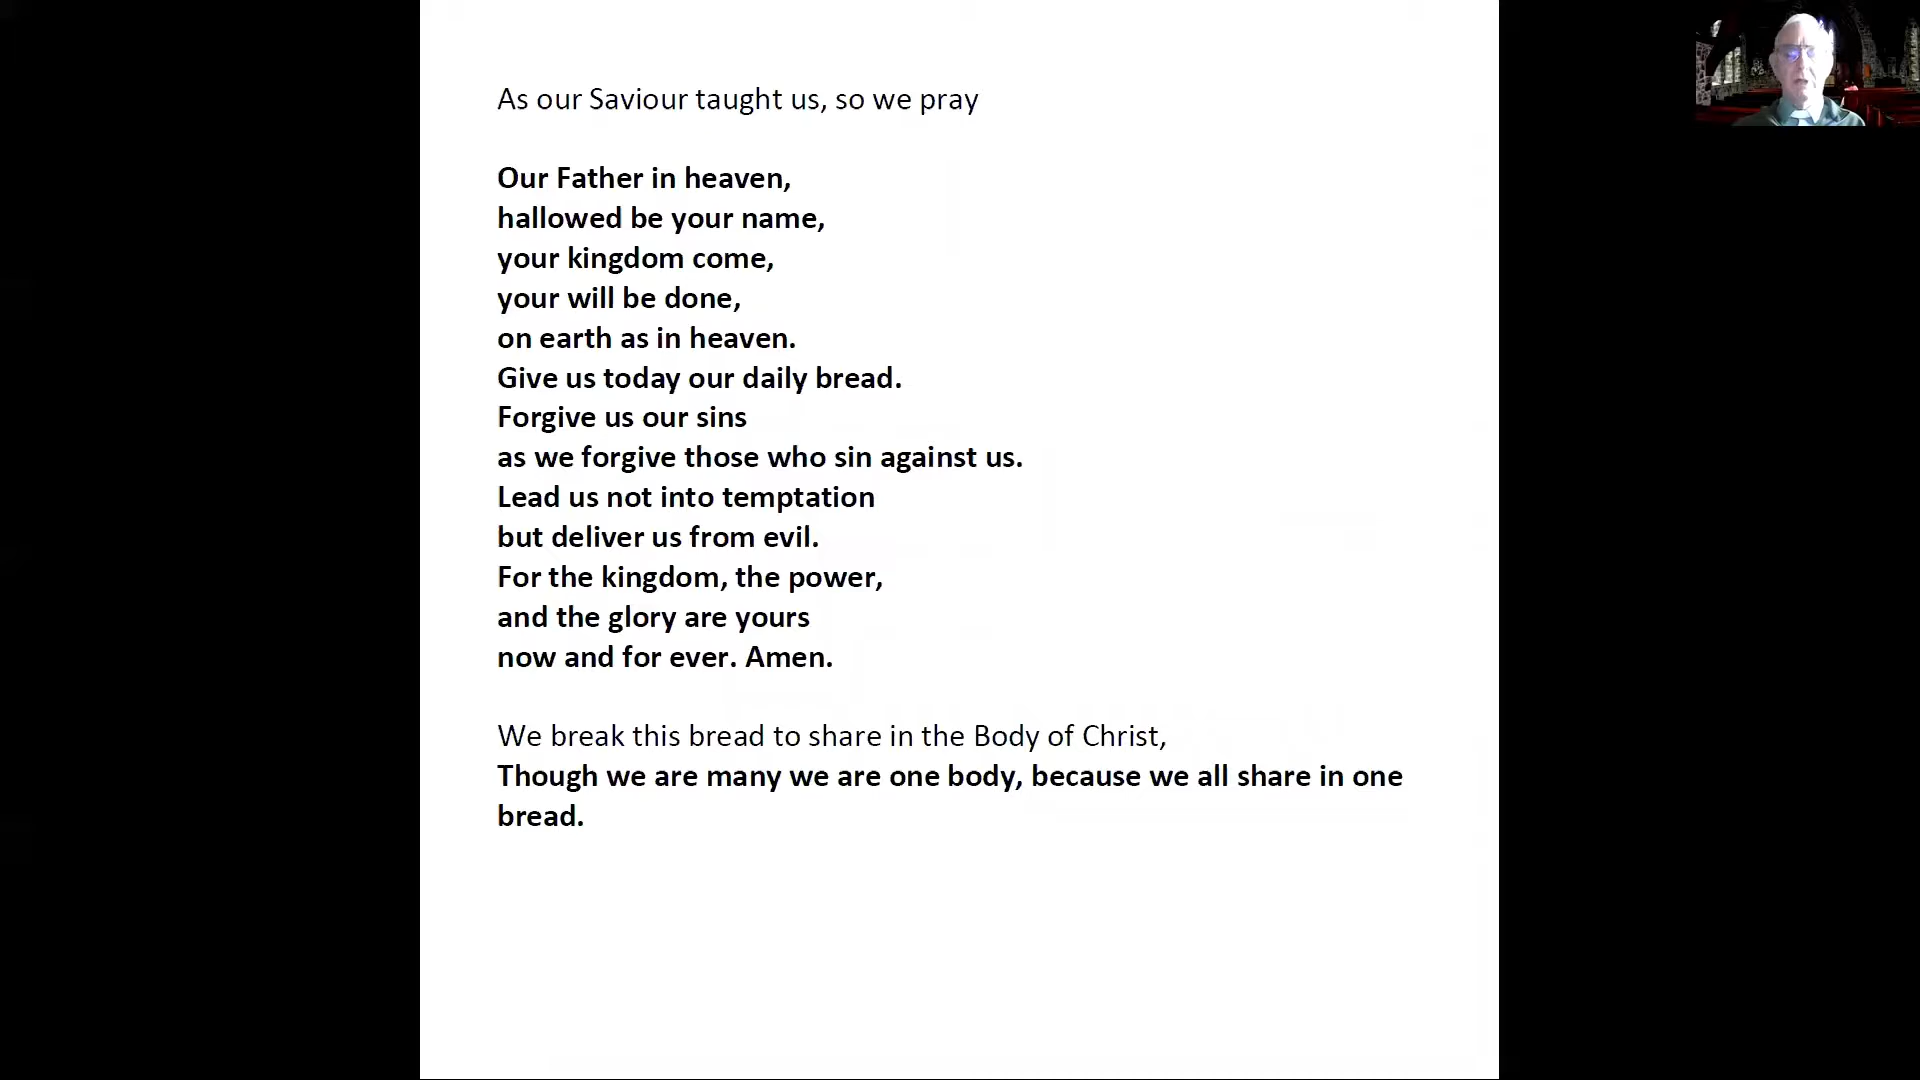 As our Saviour taught us, so we pray
Our Father in heaven,
hallowed be your name,
your kingdom come,
your will be done,
on earth as in heaven.
Give us today our daily bread.
Forgive us our sins
as we forgive those who sin against us.
Lead us not into temptation
but deliver us from evil.
For the kingdom, the power,
and the glory are yours
now and for ever. Amen.
We break this bread to share in the Body of Christ,
Though we are many we are one body, because we all share in one
bread.